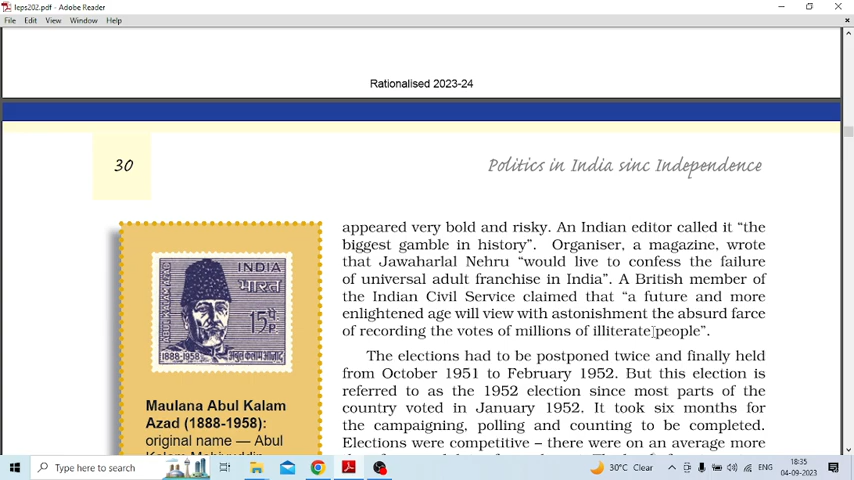 leps202.pdf - Adobe Reader
File Edit View Window Help
Rationalised 2023-24
30
Politics in India sinc Independence
appeared very bold and risky. An Indian editor called it “the
biggest gamble in history”. Organiser, a magazine, wrote
that Jawaharlal Nehru “would live to confess the failure
of universal adult franchise in India”. A British member of
the Indian Civil Service claimed that “a future and more
enlightened age will view with astonishment the absurd farce
of recording the votes of millions of illiterate people”.
The elections had to be postponed twice and finally held
from October 1951 to February 1952. But this election is
referred to as the 1952 election since most parts of the
country voted in January 1952. It took six months for
the campaigning, polling and counting to be completed.
Elections were competitive – there were on an average more
INDIA
भारत
15 P.
1888-1958
अबुल कलाम आज़ाद
ABUL KALAM AZAD
Maulana Abul Kalam
Azad (1888-1958):
original name — Abul
Type here to search
30°C Clear
ENG
18:35
04-09-2023